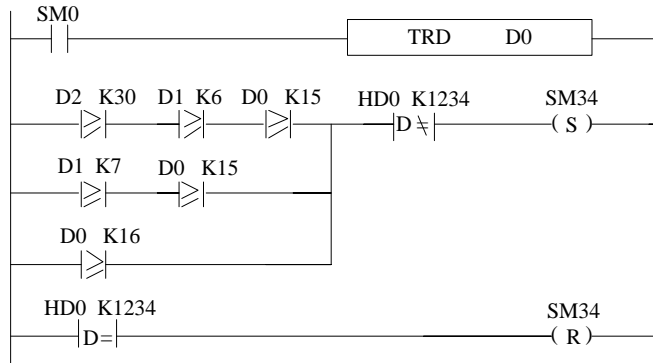 SM0
TRD D0
D2 K30 D1 K6 D0 K15 HD0 K1234 SM34
≥ ≥ ≥ D ≠ ( S )
D1 K7 D0 K15
≥ ≥
D0 K16
≥
HD0 K1234 SM34
D= ( R )